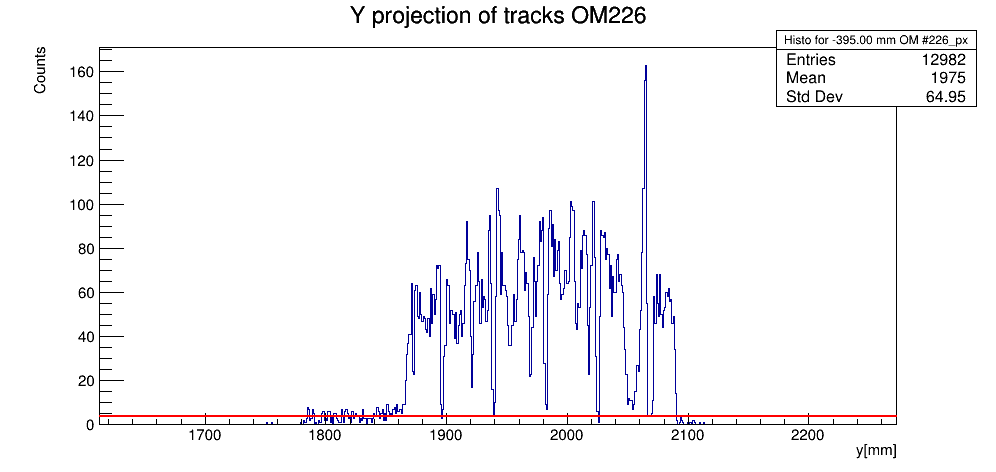 Y projection of tracks OM226
Histo for -395.00 mm OM #226_px
Entries 12982
Mean 1975
Std Dev 64.95
Counts
160
140
120
100
80
60
40
20
0
1700 1800 1900 2000 2100 2200
y[mm]